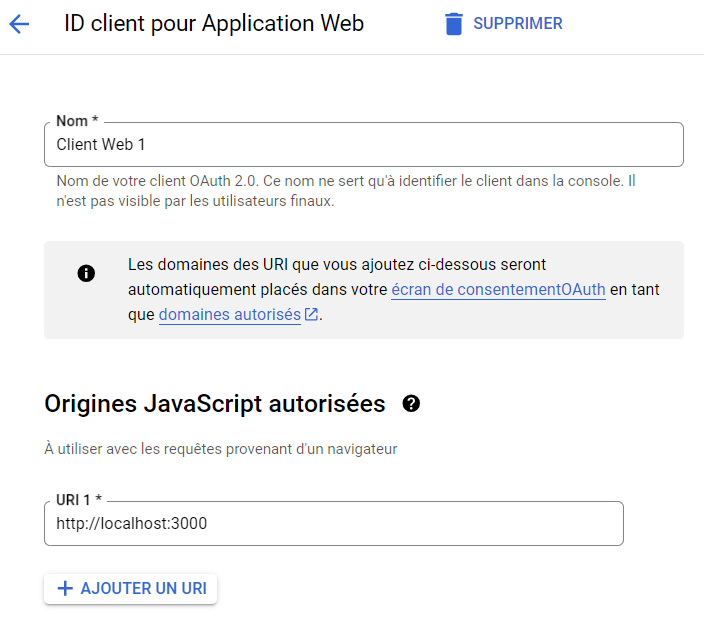 ID client pour Application Web
SUPPRIMER
Nom *
Client Web 1
Nom de votre client OAuth 2.0. Ce nom ne sert qu'à identifier le client dans la console. Il
n'est pas visible par les utilisateurs finaux.
Les domaines des URI que vous ajoutez ci-dessous seront
automatiquement placés dans votre écran de consentementOAuth en tant
que domaines autorisés.
Origines JavaScript autorisées
À utiliser avec les requêtes provenant d'un navigateur
URI 1 *
http://localhost:3000
AJOUTER UN URI